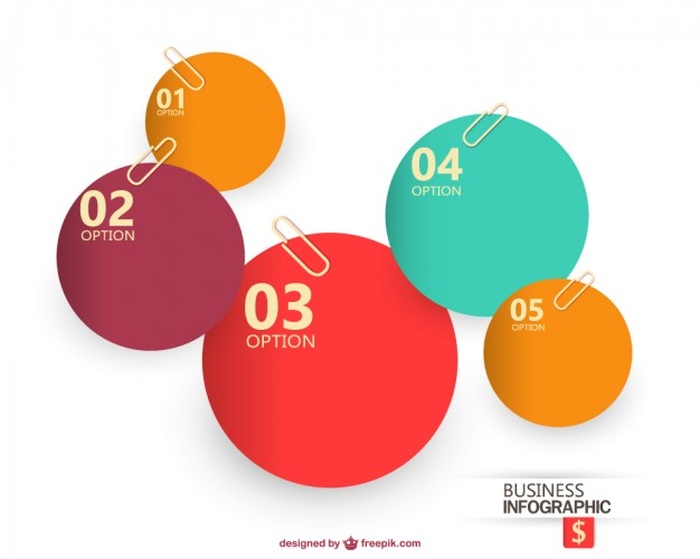 01
OPTION
02
OPTION
03
OPTION
04
OPTION
05
OPTION
BUSINESS
INFOGRAPHIC
$
designed by freepik.com